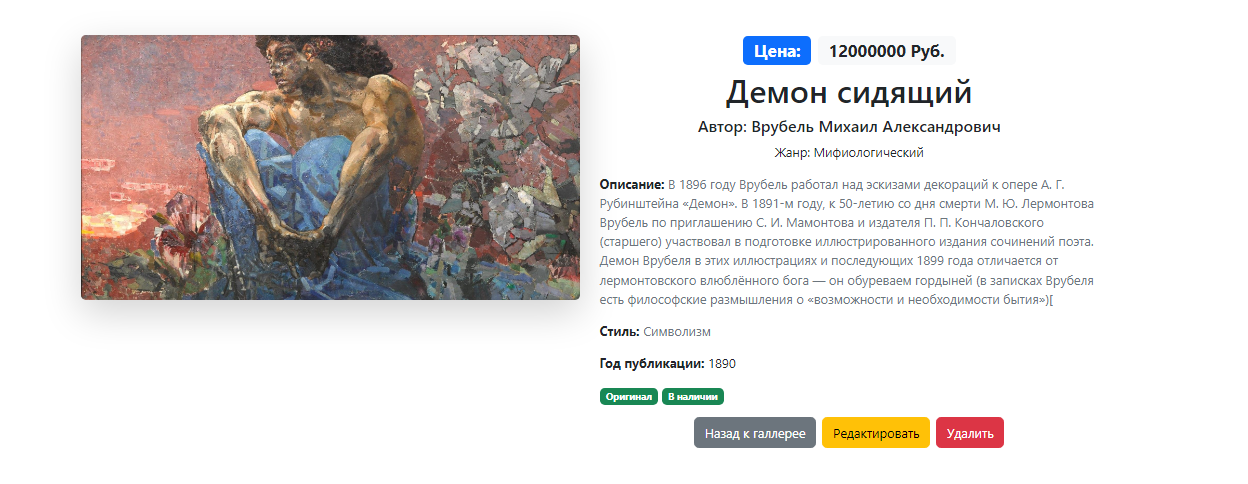 Цена: 12000000 Руб.
Демон сидящий
Автор: Врубель Михаил Александрович
Жанр: Мифиологический
Описание: В 1896 году Врубель работал над эскизами декораций к опере А. Г.
Рубинштейна «Демон». В 1891-м году, к 50-летию со дня смерти М. Ю. Лермонтова
Врубель по приглашению С. И. Мамонтова и издателя П. П. Кончаловского
(старшего) участвовал в подготовке иллюстрированного издания сочинений поэта.
Демон Врубеля в этих иллюстрациях и последующих 1899 года отличается от
лермонтовского влюблённого бога — он обуреваем гордыней (в записках Врубеля
есть философские размышления о «возможности и необходимости бытия»)[
Стиль: Символизм
Год публикации: 1890
Оригинал В наличии
Назад к галлерее Редактировать Удалить